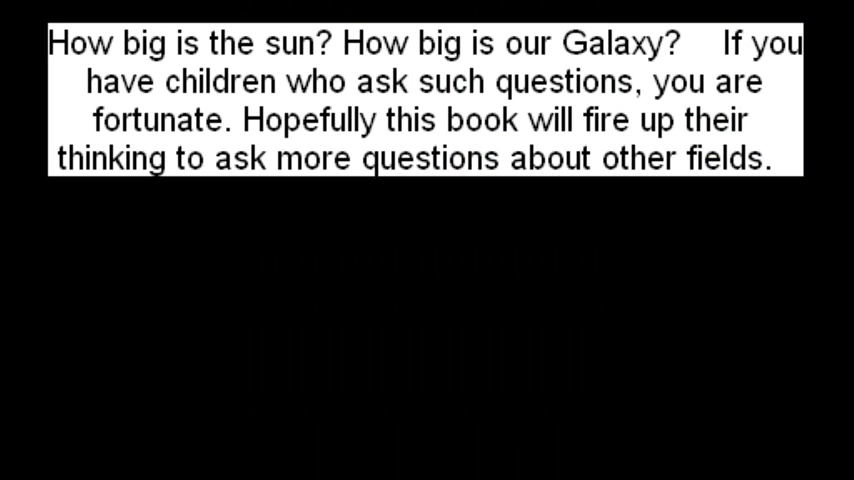 How big is the sun? How big is our Galaxy? If you
have children who ask such questions, you are
fortunate. Hopefully this book will fire up their
thinking to ask more questions about other fields.